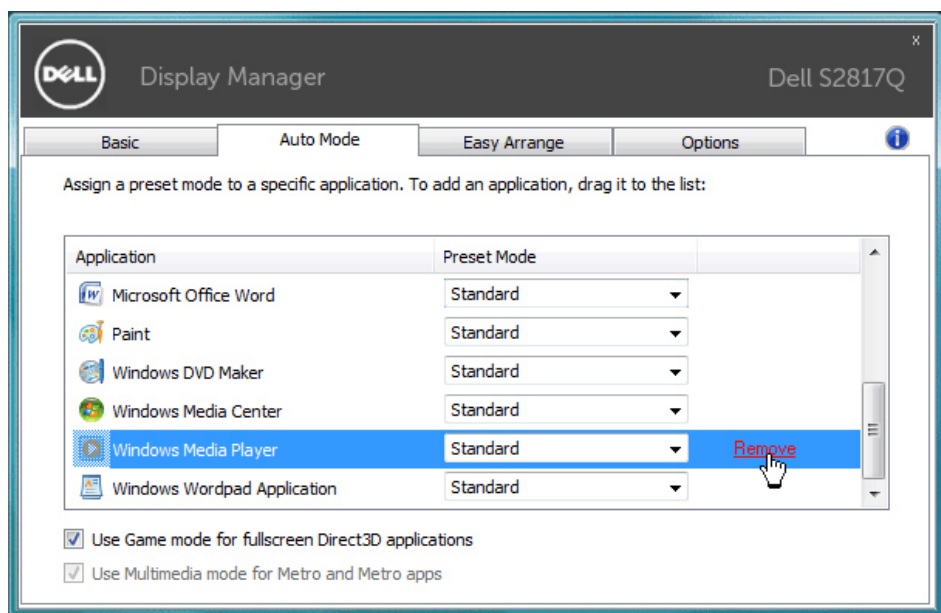 x
DELL Display Manager Dell S2817Q
Basic Auto Mode Easy Arrange Options i
Assign a preset mode to a specific application. To add an application, drag it to the list:
Application Preset Mode
Microsoft Office Word Standard
Paint Standard
Windows DVD Maker Standard
Windows Media Center Standard
Windows Media Player Standard Remove
Windows Wordpad Application Standard
Use Game mode for fullscreen Direct3D applications
Use Multimedia mode for Metro and Metro apps